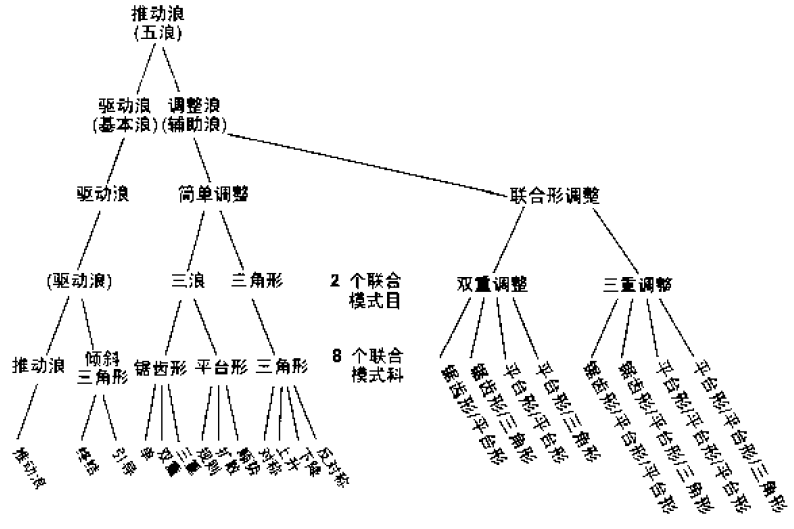 推动浪
(五浪)
驱动浪 调整浪
(基本浪)(辅助浪)
驱动浪 简单调整 联合形调整
(驱动浪) 三浪 三角形 2 个联合 双重调整 三重调整
模式目
推动浪 倾斜 锯齿形 平台形 三角形 8 个联合
三角形 模式科
推动浪
终结
引导
单
双重
三重
规则
扩散
顺势
对称
上升
下降
反对称
锯齿形/平台形
锯齿形/三角形
平台形/平台形
平台形/三角形
锯齿形/平台形/平台形
锯齿形/平台形/三角形
平台形/平台形/平台形
平台形/平台形/三角形